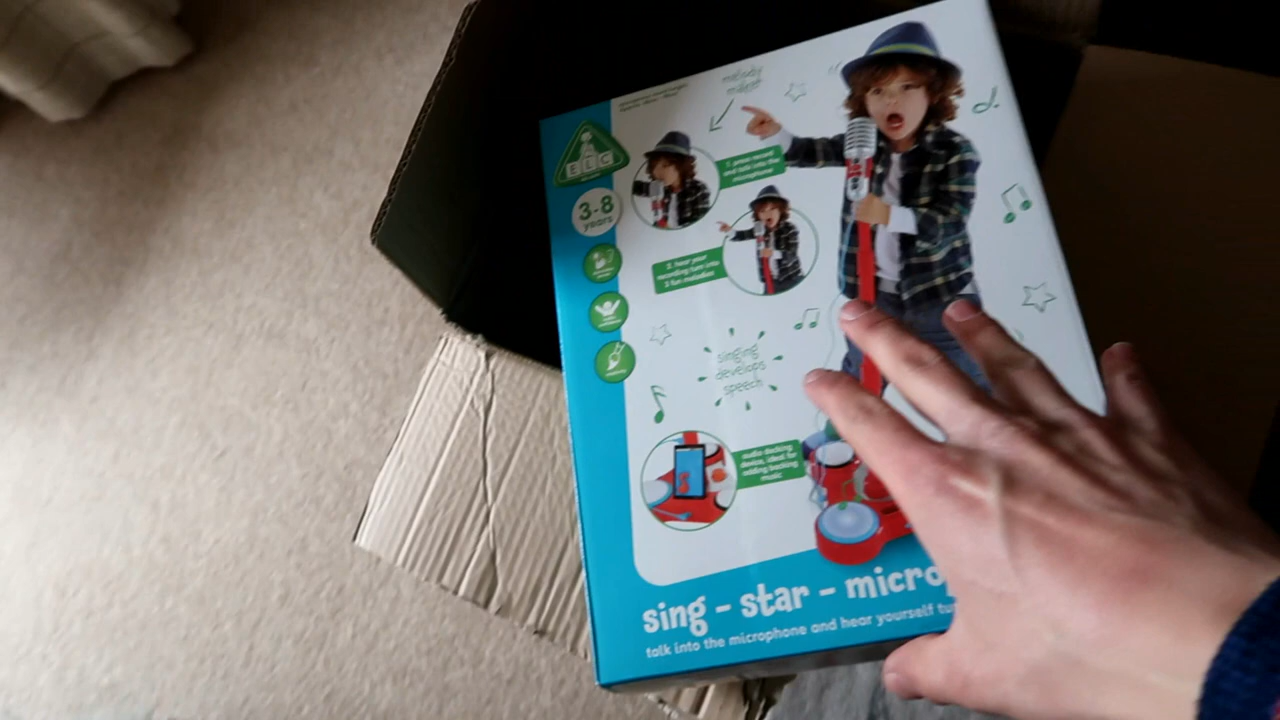 melody
maker
ELC
1. press record
and talk into the
microphone
3-8
years
2. hear your
recording turn into
3 fun melodies
singing
develops
speech
audio docking
device, ideal for
adding backing
music
sing - star - micro
talk into the microphone and hear yourself tu